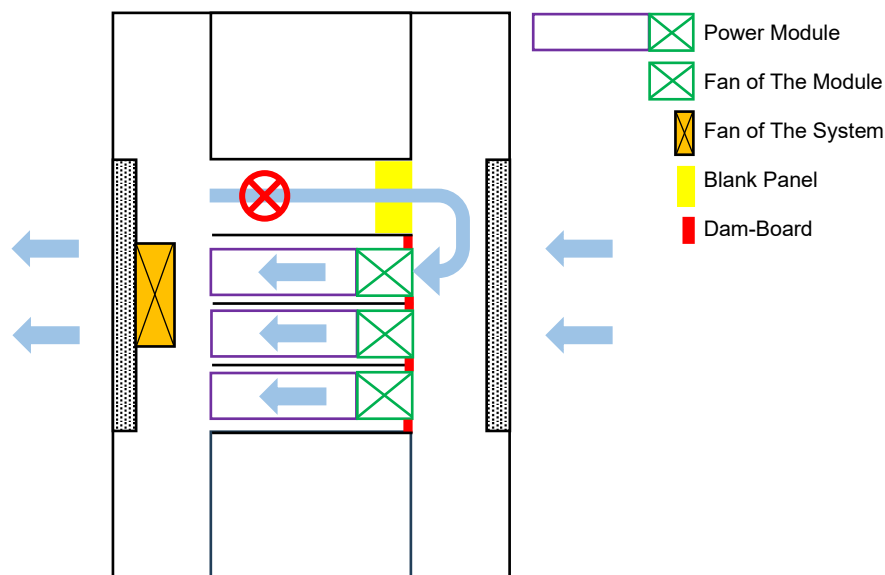 Power Module
Fan of The Module
Fan of The System
Blank Panel
Dam-Board